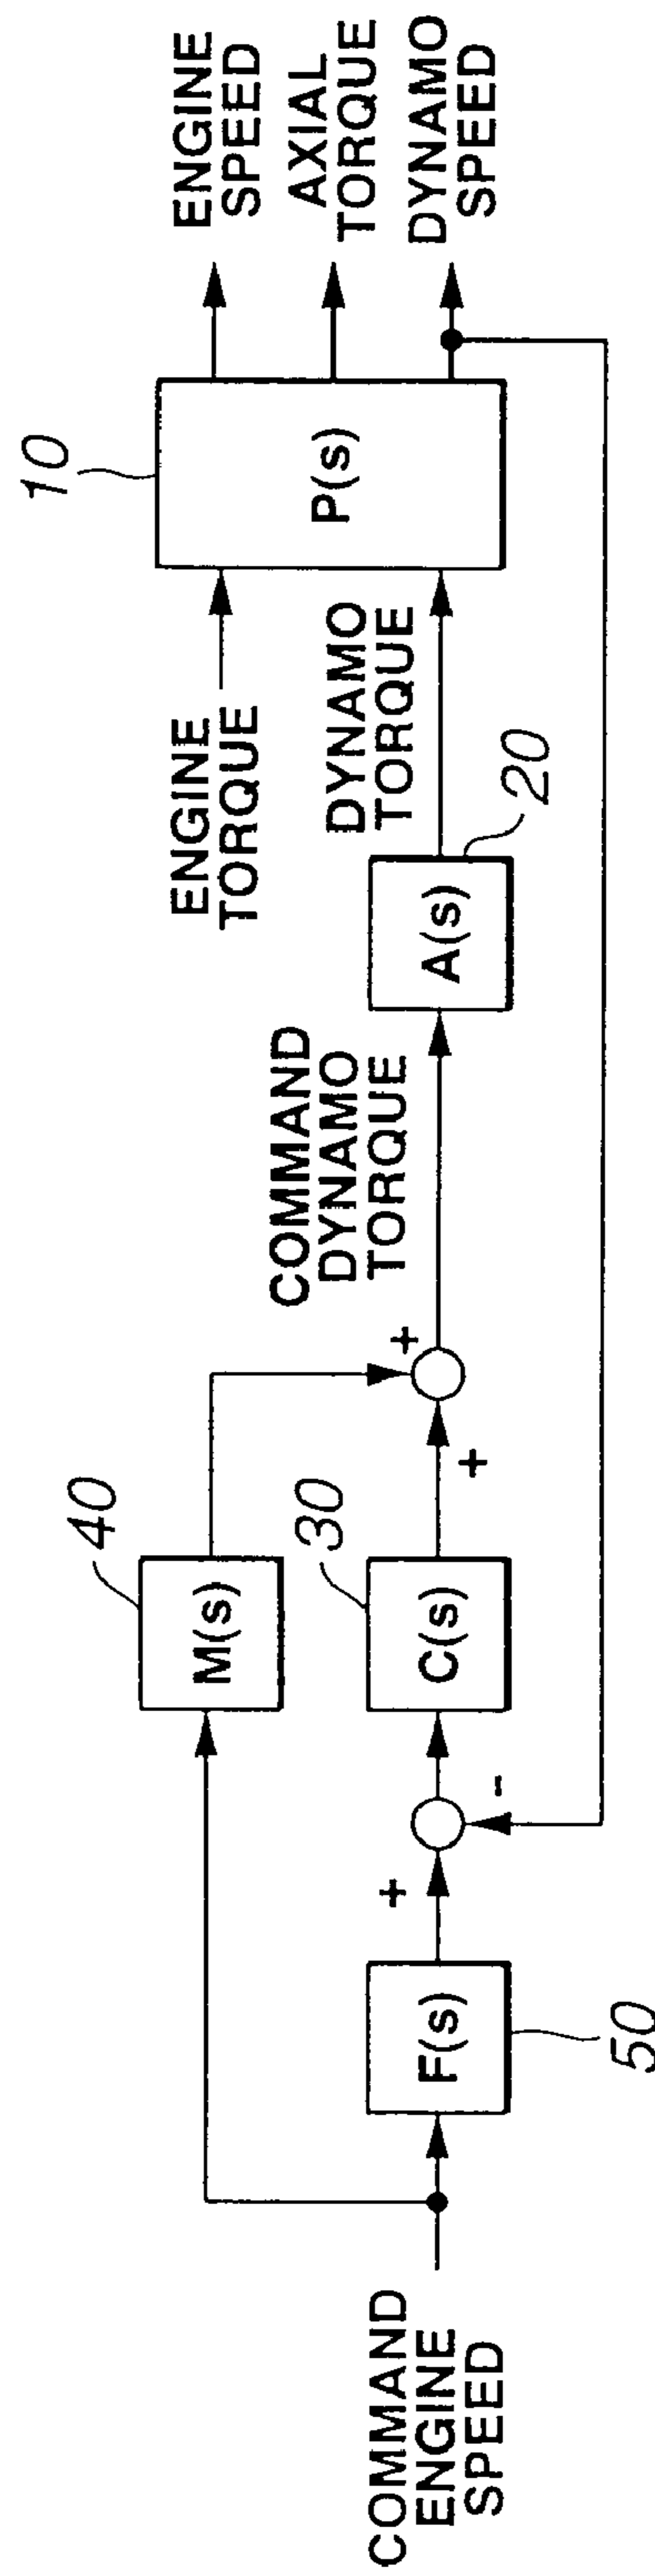 COMMAND
ENGINE
SPEED
F(s)
50
+
-
M(s)
40
C(s)
30
+
+
COMMAND
DYNAMO
TORQUE
A(s)
20
ENGINE
TORQUE
DYNAMO
TORQUE
10
P(s)
ENGINE
SPEED
AXIAL
TORQUE
DYNAMO
SPEED